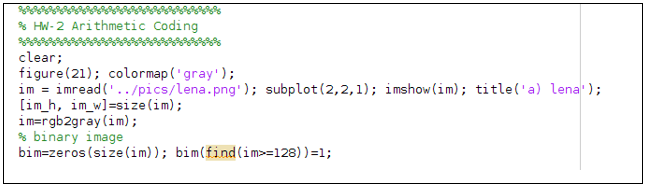 %%%%%%%%%%%%%%%%%%%%%%%%%%%
% HW-2 Arithmetic Coding
%%%%%%%%%%%%%%%%%%%%%%%%%%%
clear;
figure(21); colormap('gray');
im = imread('../pics/lena.png'); subplot(2,2,1); imshow(im); title('a) lena');
[im_h, im_w]=size(im);
im=rgb2gray(im);
% binary image
bim=zeros(size(im)); bim(find(im>=128))=1;